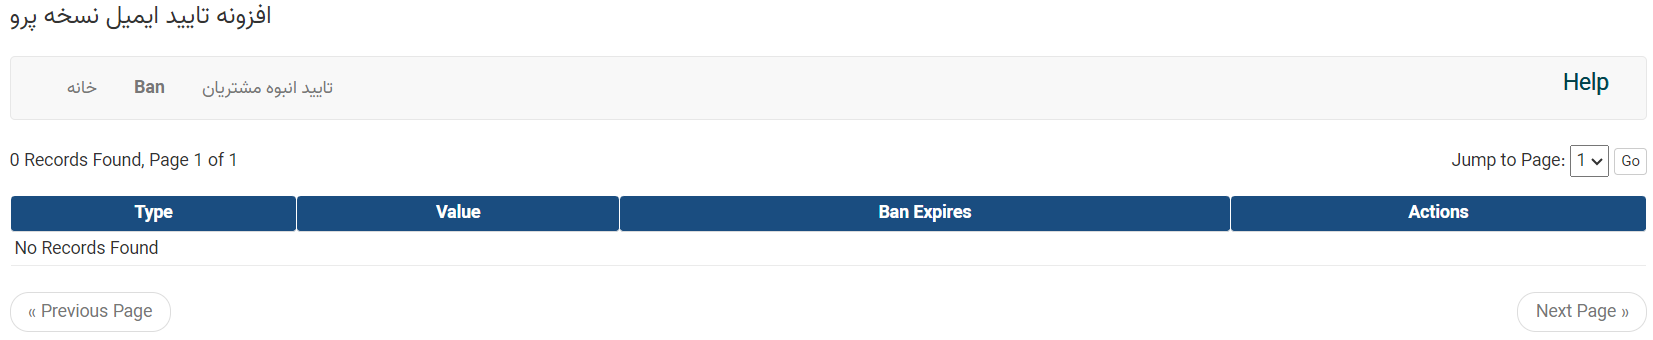 افزونه تایید ایمیل نسخه پرو
خانه Ban تایید انبوه مشتریان Help
0 Records Found, Page 1 of 1 Jump to Page: 1 Go
Type Value Ban Expires Actions
No Records Found
« Previous Page Next Page »